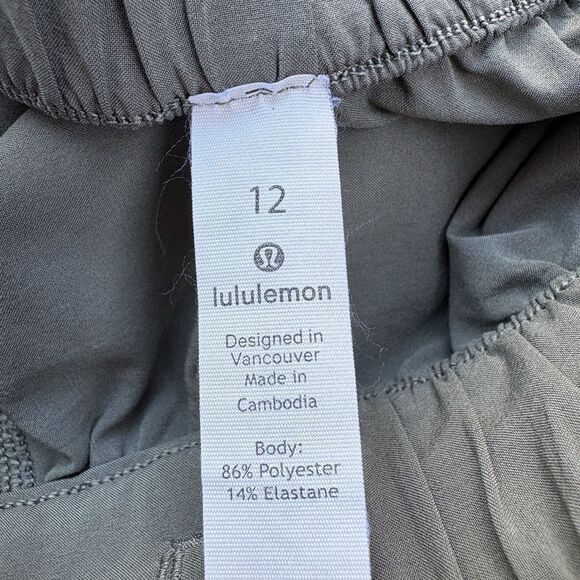 12
lululemon
Designed in
Vancouver
Made in
Cambodia
Body:
86% Polyester
14% Elastane